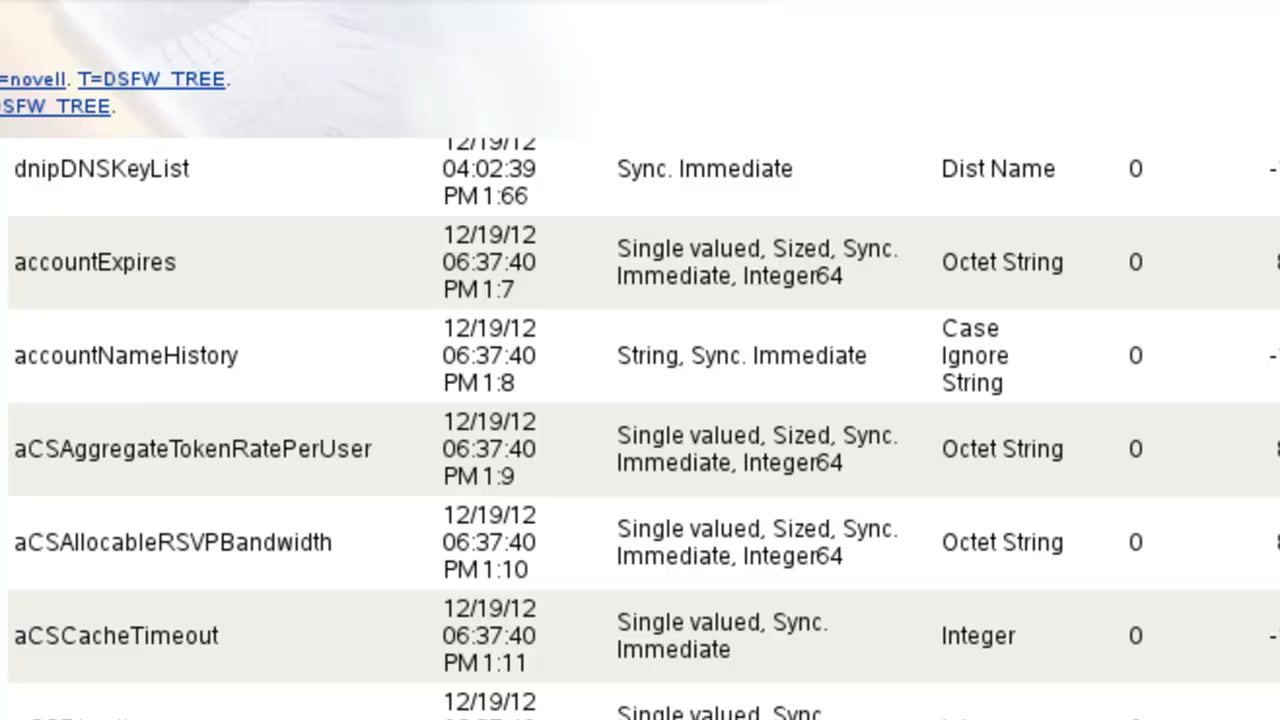 =novell. T=DSFW_TREE.
SFW_TREE.
12/19/12
dnipDNSKeyList 04:02:39 Sync. Immediate Dist Name 0 -
PM 1:66
12/19/12
accountExpires 06:37:40 Single valued, Sized, Sync. Immediate, Integer64 Octet String 0
PM 1:7
12/19/12
accountNameHistory 06:37:40 String, Sync. Immediate Case Ignore String 0 -
PM 1:8
12/19/12
aCSAggregateTokenRatePerUser 06:37:40 Single valued, Sized, Sync. Immediate, Integer64 Octet String 0
PM 1:9
12/19/12
aCSAllocableRSVPBandwidth 06:37:40 Single valued, Sized, Sync. Immediate, Integer64 Octet String 0
PM 1:10
12/19/12
aCSCacheTimeout 06:37:40 Single valued, Sync. Immediate Integer 0 -
PM 1:11
12/19/12
Single valued, Sync.